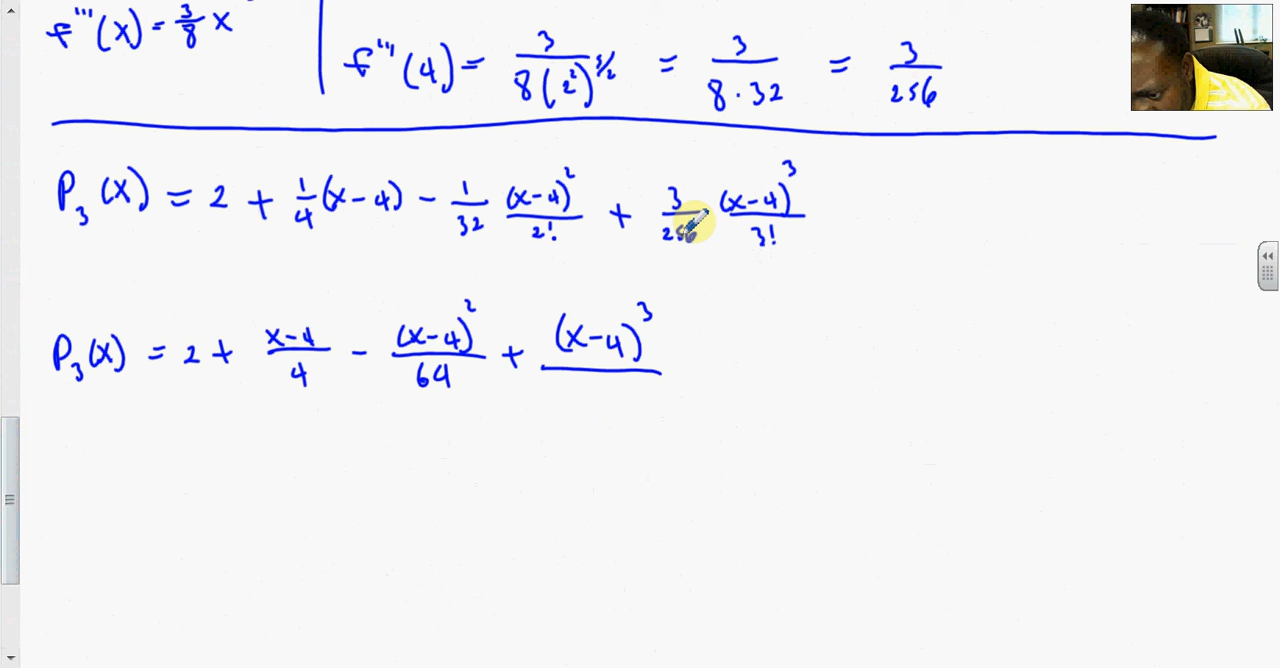 f'''(x) = 3/8 x
f'''(4) = 3/(8(2²)^(5/2)) = 3/(8·32) = 3/256
P₃(x) = 2 + 1/4 (x-4) - 1/32 (x-4)²/2! + 3/256 (x-4)³/3!
P₃(x) = 2 + (x-4)/4 - (x-4)²/64 + (x-4)³